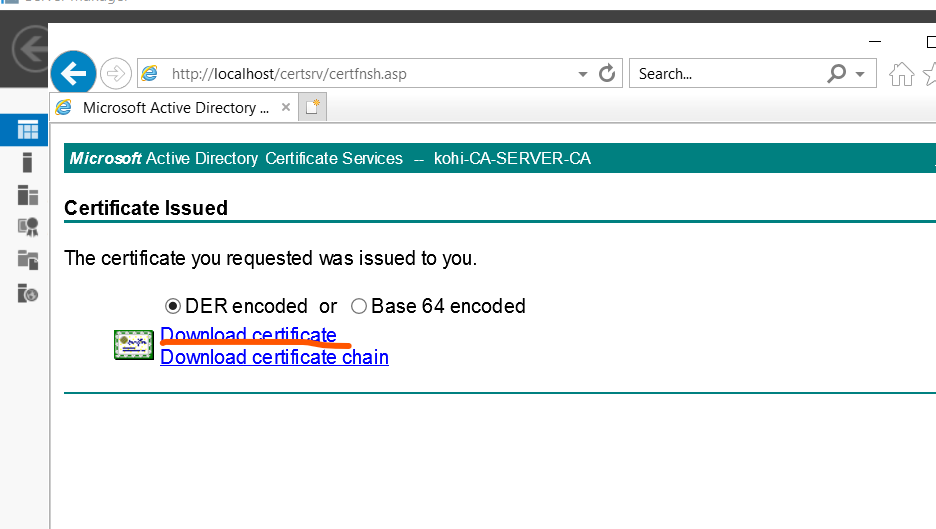 http://localhost/certsrv/certfnsh.asp
Search...
Microsoft Active Directory ...
Microsoft Active Directory Certificate Services -- kohi-CA-SERVER-CA
Certificate Issued
The certificate you requested was issued to you.
DER encoded or Base 64 encoded
Download certificate
Download certificate chain